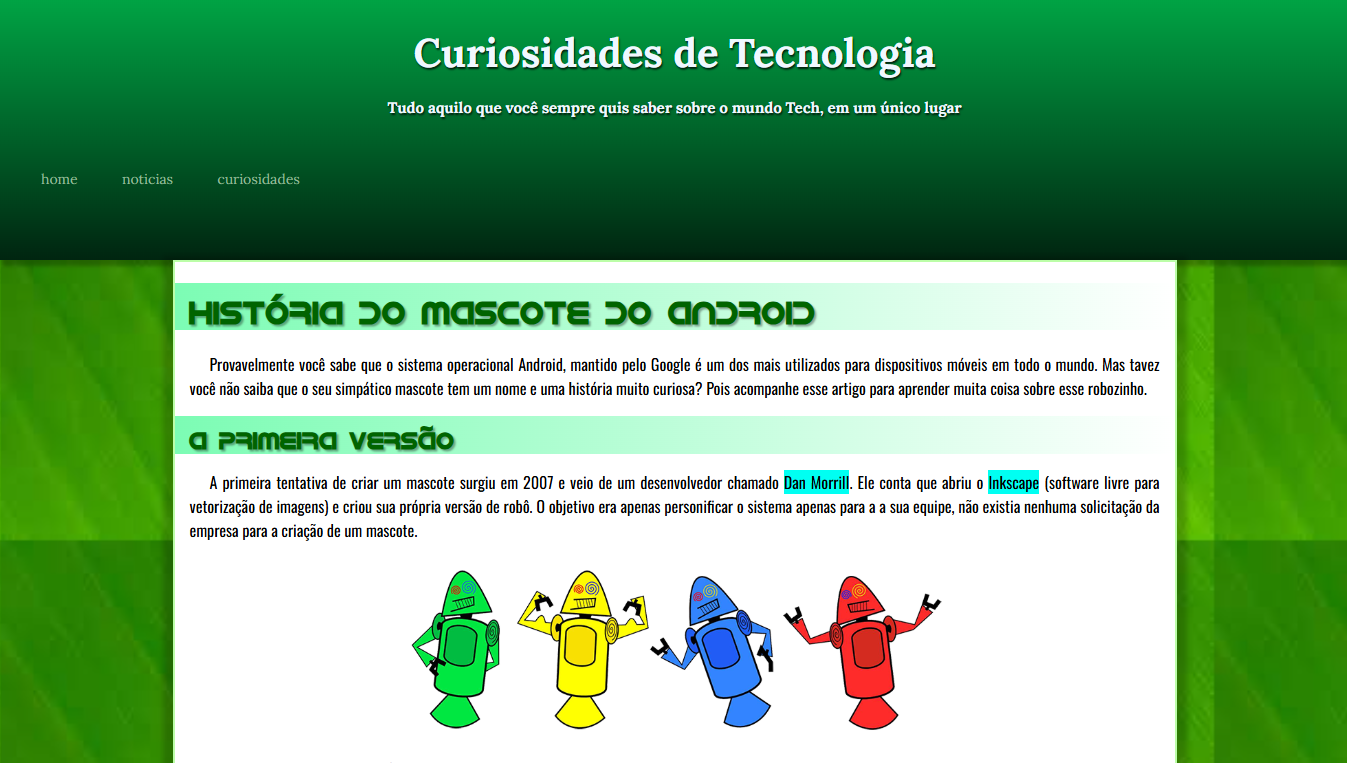 Curiosidades de Tecnologia
Tudo aquilo que você sempre quis saber sobre o mundo Tech, em um único lugar
home noticias curiosidades
História do mascote do Android
Provavelmente você sabe que o sistema operacional Android, mantido pelo Google é um dos mais utilizados para dispositivos móveis em todo o mundo. Mas tavez
você não saiba que o seu simpático mascote tem um nome e uma história muito curiosa? Pois acompanhe esse artigo para aprender muita coisa sobre esse robozinho.
A primeira versão
A primeira tentativa de criar um mascote surgiu em 2007 e veio de um desenvolvedor chamado Dan Morrill. Ele conta que abriu o Inkscape (software livre para
vetorização de imagens) e criou sua própria versão de robô. O objetivo era apenas personificar o sistema apenas para a a sua equipe, não existia nenhuma solicitação da
empresa para a criação de um mascote.